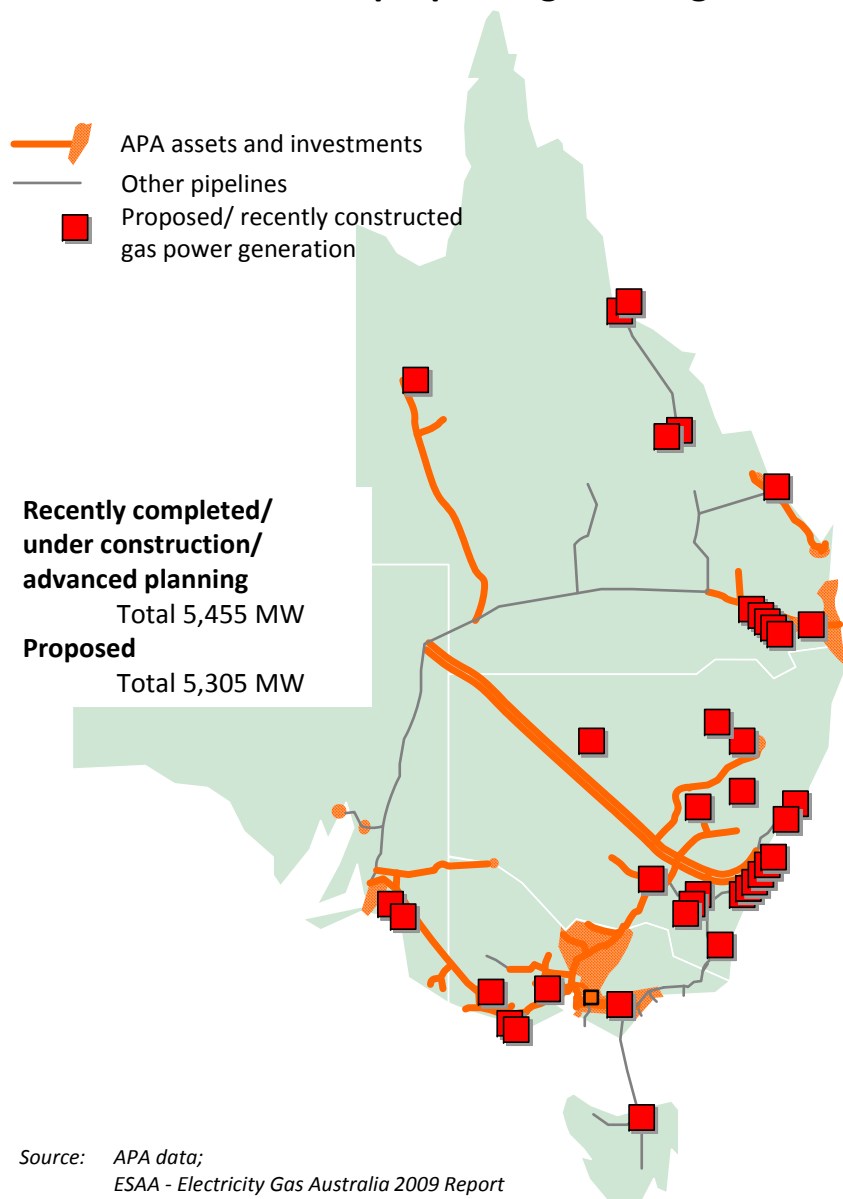 APA assets and investments
Other pipelines
Proposed/ recently constructed
gas power generation
Recently completed/
under construction/
advanced planning
Total 5,455 MW
Proposed
Total 5,305 MW
Source: APA data;
ESAA - Electricity Gas Australia 2009 Report